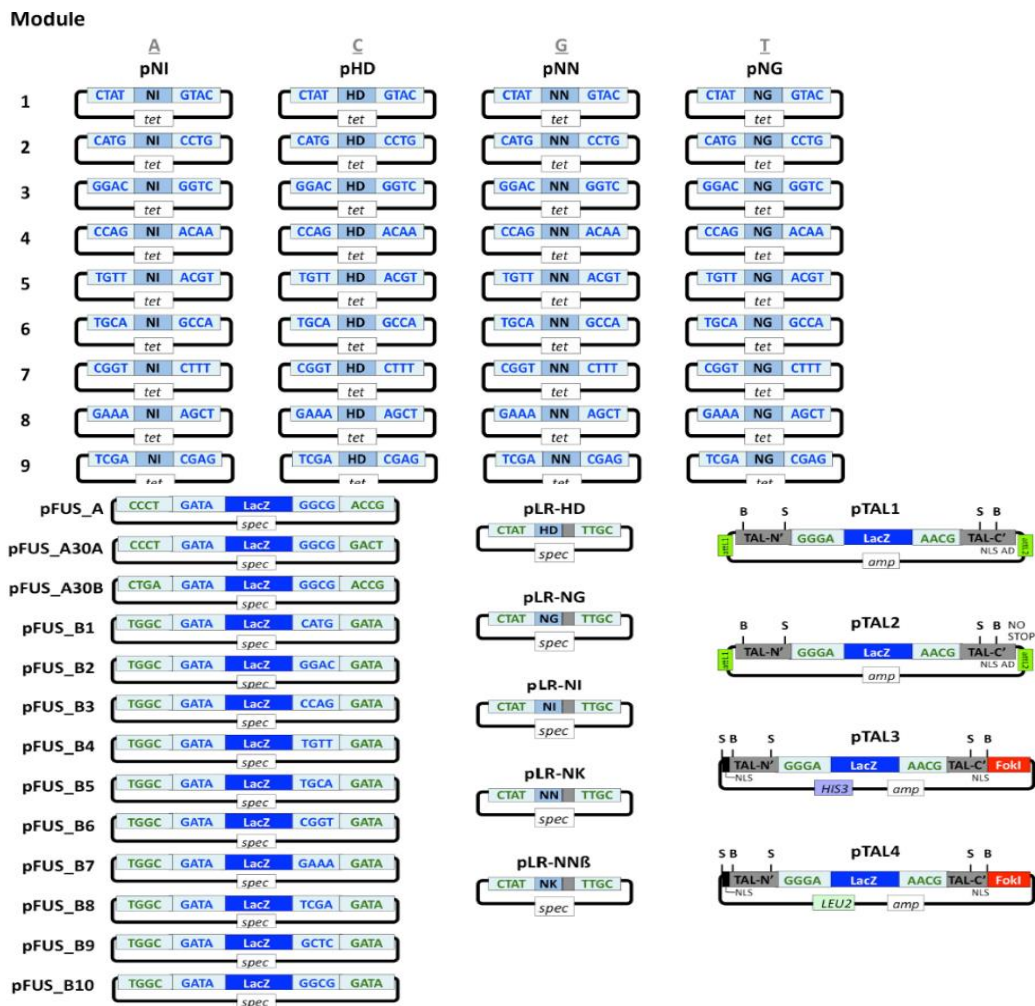 Module
A C G T
pNI pHD pNN pNG
1 CTAT NI GTAC CTAT HD GTAC CTAT NN GTAC CTAT NG GTAC
tet tet tet tet
2 CATG NI CCTG CATG HD CCTG CATG NN CCTG CATG NG CCTG
tet tet tet tet
3 GGAC NI GGTC GGAC HD GGTC GGAC NN GGTC GGAC NG GGTC
tet tet tet tet
4 CCAG NI ACAA CCAG HD ACAA CCAG NN ACAA CCAG NG ACAA
tet tet tet tet
5 TGTT NI ACGT TGTT HD ACGT TGTT NN ACGT TGTT NG ACGT
tet tet tet tet
6 TGCA NI GCCA TGCA HD GCCA TGCA NN GCCA TGCA NG GCCA
tet tet tet tet
7 CGGT NI CTTT CGGT HD CTTT CGGT NN CTTT CGGT NG CTTT
tet tet tet tet
8 GAAA NI AGCT GAAA HD AGCT GAAA NN AGCT GAAA NG AGCT
tet tet tet tet
9 TCGA NI CGAG TCGA HD CGAG TCGA NN CGAG TCGA NG CGAG
tet tet tet tet
pFUS_A CCCT GATA LacZ GGCG ACCG
spec
pFUS_A30A CCCT GATA LacZ GGCG GACT
spec
pFUS_A30B CTGA GATA LacZ GGCG ACCG
spec
pFUS_B1 TGGC GATA LacZ CATG GATA
spec
pFUS_B2 TGGC GATA LacZ GGAC GATA
spec
pFUS_B3 TGGC GATA LacZ CCAG GATA
spec
pFUS_B4 TGGC GATA LacZ TGTT GATA
spec
pFUS_B5 TGGC GATA LacZ TGCA GATA
spec
pFUS_B6 TGGC GATA LacZ CGGT GATA
spec
pFUS_B7 TGGC GATA LacZ GAAA GATA
spec
pFUS_B8 TGGC GATA LacZ TCGA GATA
spec
pFUS_B9 TGGC GATA LacZ GCTC GATA
spec
pFUS_B10 TGGC GATA LacZ GGCG GATA
spec
pLR-HD
CTAT HD TTGC
spec
pLR-NG
CTAT NG TTGC
spec
pLR-NI
CTAT NI TTGC
spec
pLR-NK
CTAT NN TTGC
spec
pLR-NNß
CTAT NK TTGC
spec
pTAL1
B S S B
TAL-N' GGGA LacZ AACG TAL-C'
NLS AD
amp
pTAL2
B S S B NO
STOP
TAL-N' GGGA LacZ AACG TAL-C'
NLS AD
amp
pTAL3
S B S S B
TAL-N' GGGA LacZ AACG TAL-C' FokI
NLS NLS
HIS3 amp
pTAL4
S B S S B
TAL-N' GGGA LacZ AACG TAL-C' FokI
NLS NLS
LEU2 amp